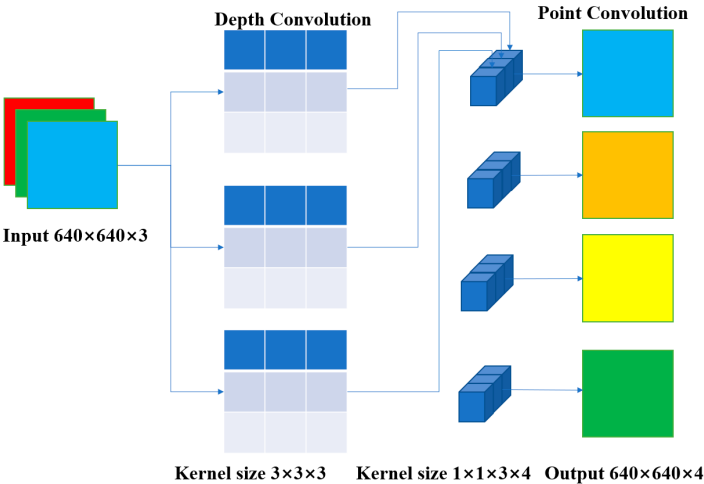 Depth Convolution
Point Convolution
Input 640×640×3
Kernel size 3×3×3
Kernel size 1×1×3×4
Output 640×640×4